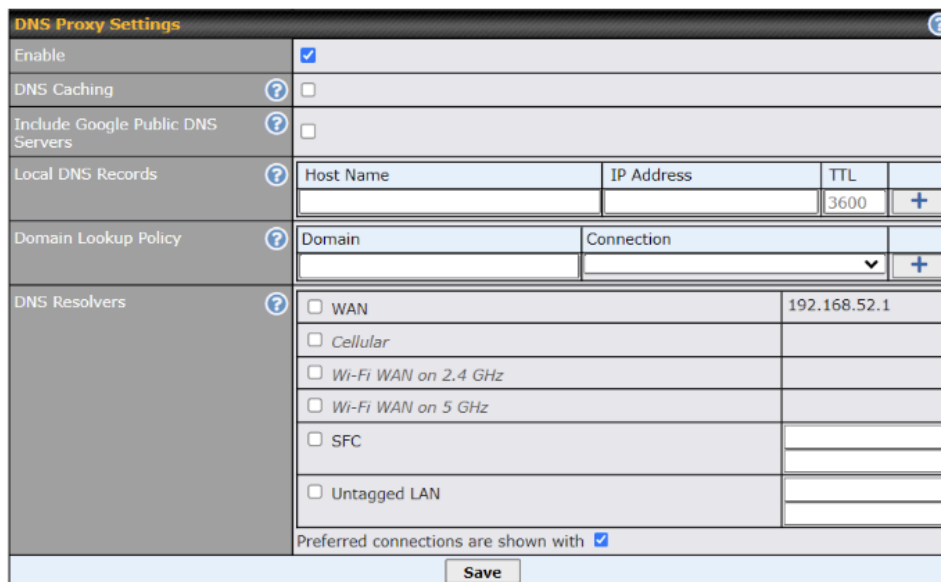 DNS Proxy Settings
Enable
DNS Caching
Include Google Public DNS
Servers
Local DNS Records
Host Name IP Address TTL
3600
Domain Lookup Policy
Domain Connection
DNS Resolvers
WAN 192.168.52.1
Cellular
Wi-Fi WAN on 2.4 GHz
Wi-Fi WAN on 5 GHz
SFC
Untagged LAN
Preferred connections are shown with
Save